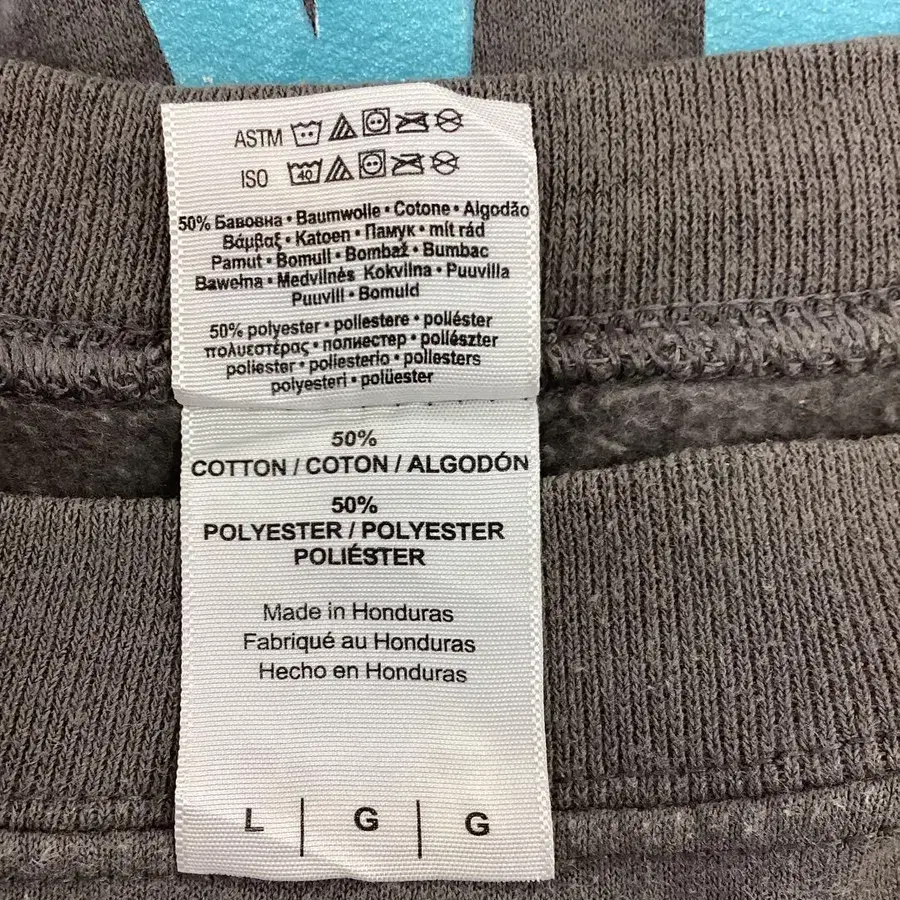 ASTM
ISO 40
50% Бавовна • Baumwolle • Cotone • Algodão
Βάμβαξ • Katoen • Памук • mít rád
Pamut • Bomull • Bombaž • Bumbac
Bawełna • Medvilnės Kokvilna • Puuvilla
Puuvill • Bomuld
50% polyester • poliestere • poliéster
πολυεστέρας • полиестер • poliészter
poliester • poliesterio • poliesters
polyesteri • polüester
50%
COTTON / COTON / ALGODÓN
50%
POLYESTER / POLYESTER
POLIÉSTER
Made in Honduras
Fabriqué au Honduras
Hecho en Honduras
L | G | G